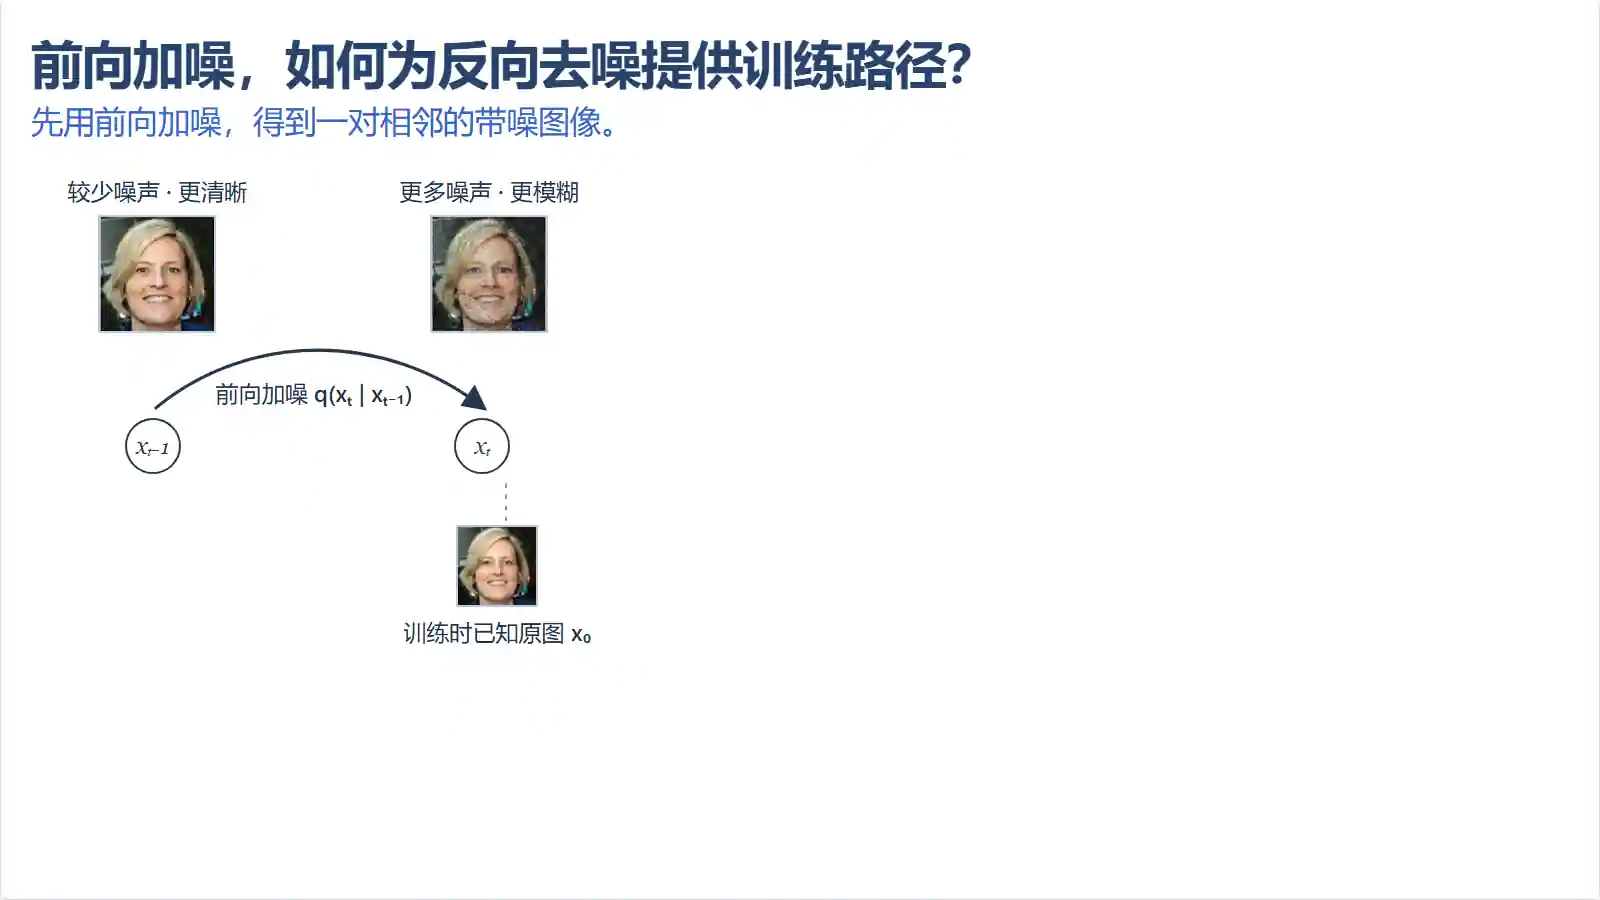 前向加噪，如何为反向去噪提供训练路径？
先用前向加噪，得到一对相邻的带噪图像。
较少噪声 · 更清晰
更多噪声 · 更模糊
前向加噪 q(xₜ | xₜ₋₁)
xₜ₋₁
xₜ
训练时已知原图 x₀